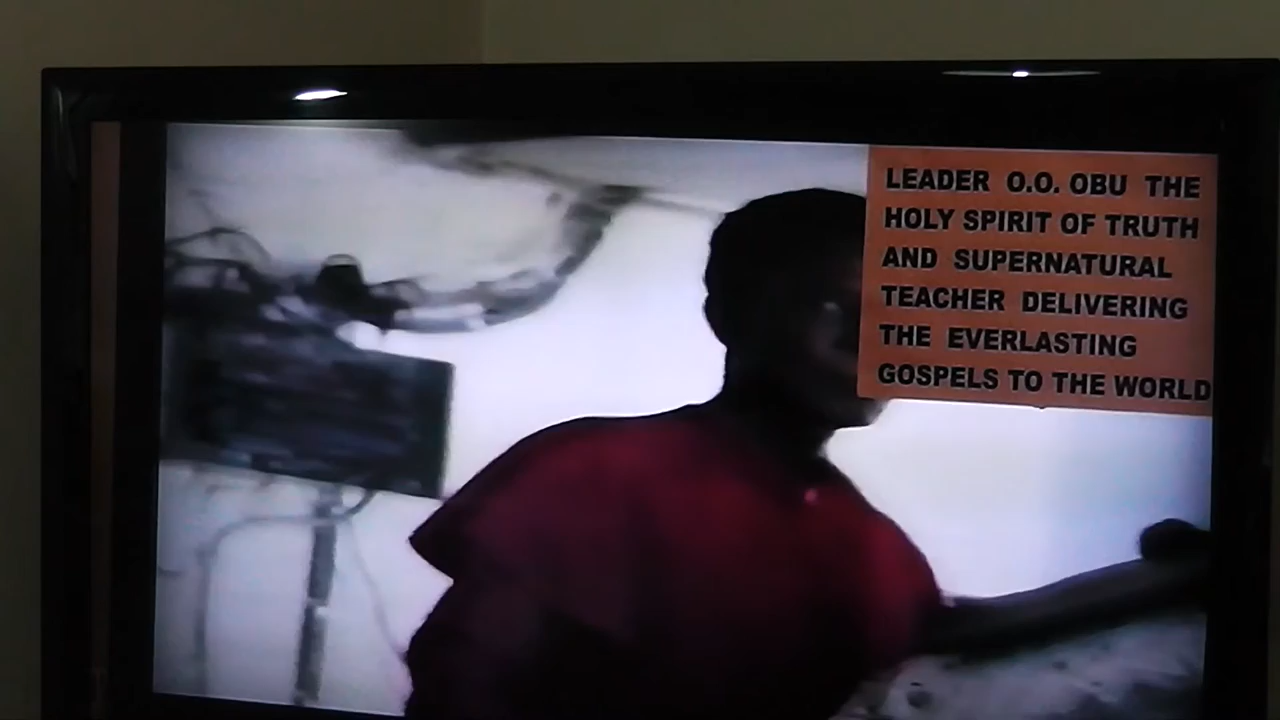 LEADER O.O. OBU THE
HOLY SPIRIT OF TRUTH
AND SUPERNATURAL
TEACHER DELIVERING
THE EVERLASTING
GOSPELS TO THE WORLD